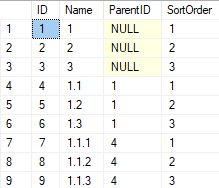 ID Name ParentID SortOrder
1 1 1 NULL 1
2 2 2 NULL 2
3 3 3 NULL 3
4 4 1.1 1 1
5 5 1.2 1 2
6 6 1.3 1 3
7 7 1.1.1 4 1
8 8 1.1.2 4 2
9 9 1.1.3 4 3